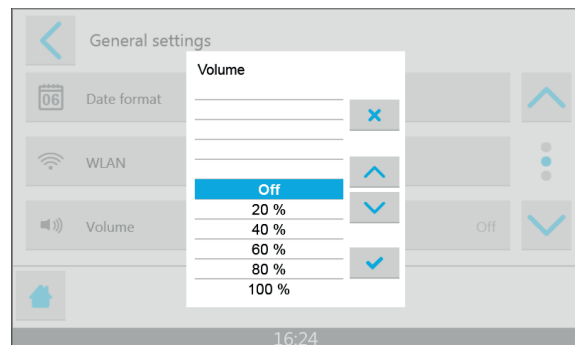 General settings
Volume
06
Date format
WLAN
Off
20 %
40 %
60 %
80 %
100 %
Volume
Off
16:24